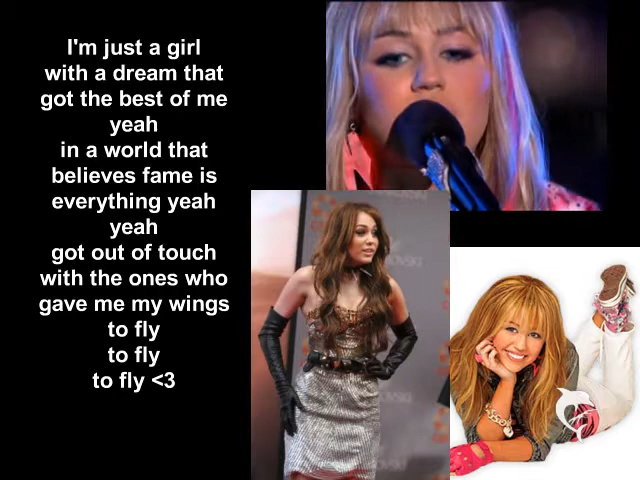 I'm just a girl
with a dream that
got the best of me
yeah
in a world that
believes fame is
everything yeah
yeah
got out of touch
with the ones who
gave me my wings
to fly
to fly
to fly <3